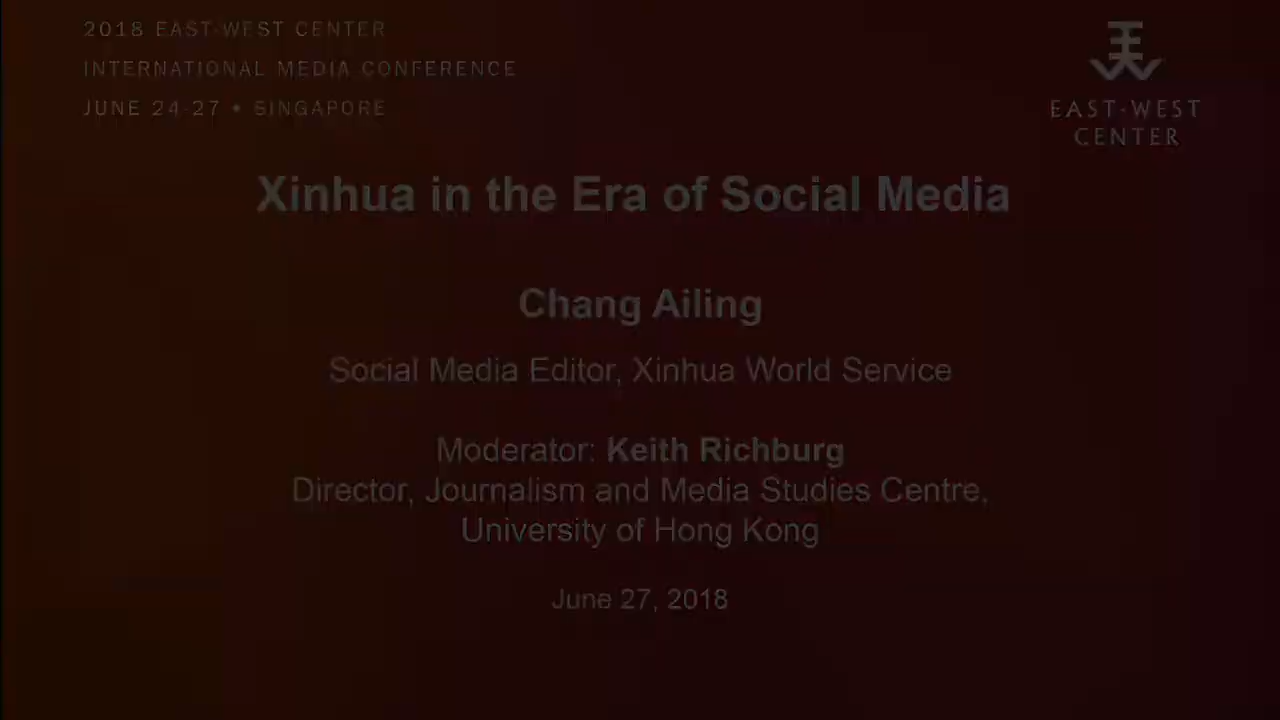 2018 EAST-WEST CENTER
INTERNATIONAL MEDIA CONFERENCE
JUNE 24-27 • SINGAPORE
EAST-WEST
CENTER
Xinhua in the Era of Social Media
Chang Ailing
Social Media Editor, Xinhua World Service
Moderator: Keith Richburg
Director, Journalism and Media Studies Centre,
University of Hong Kong
June 27, 2018